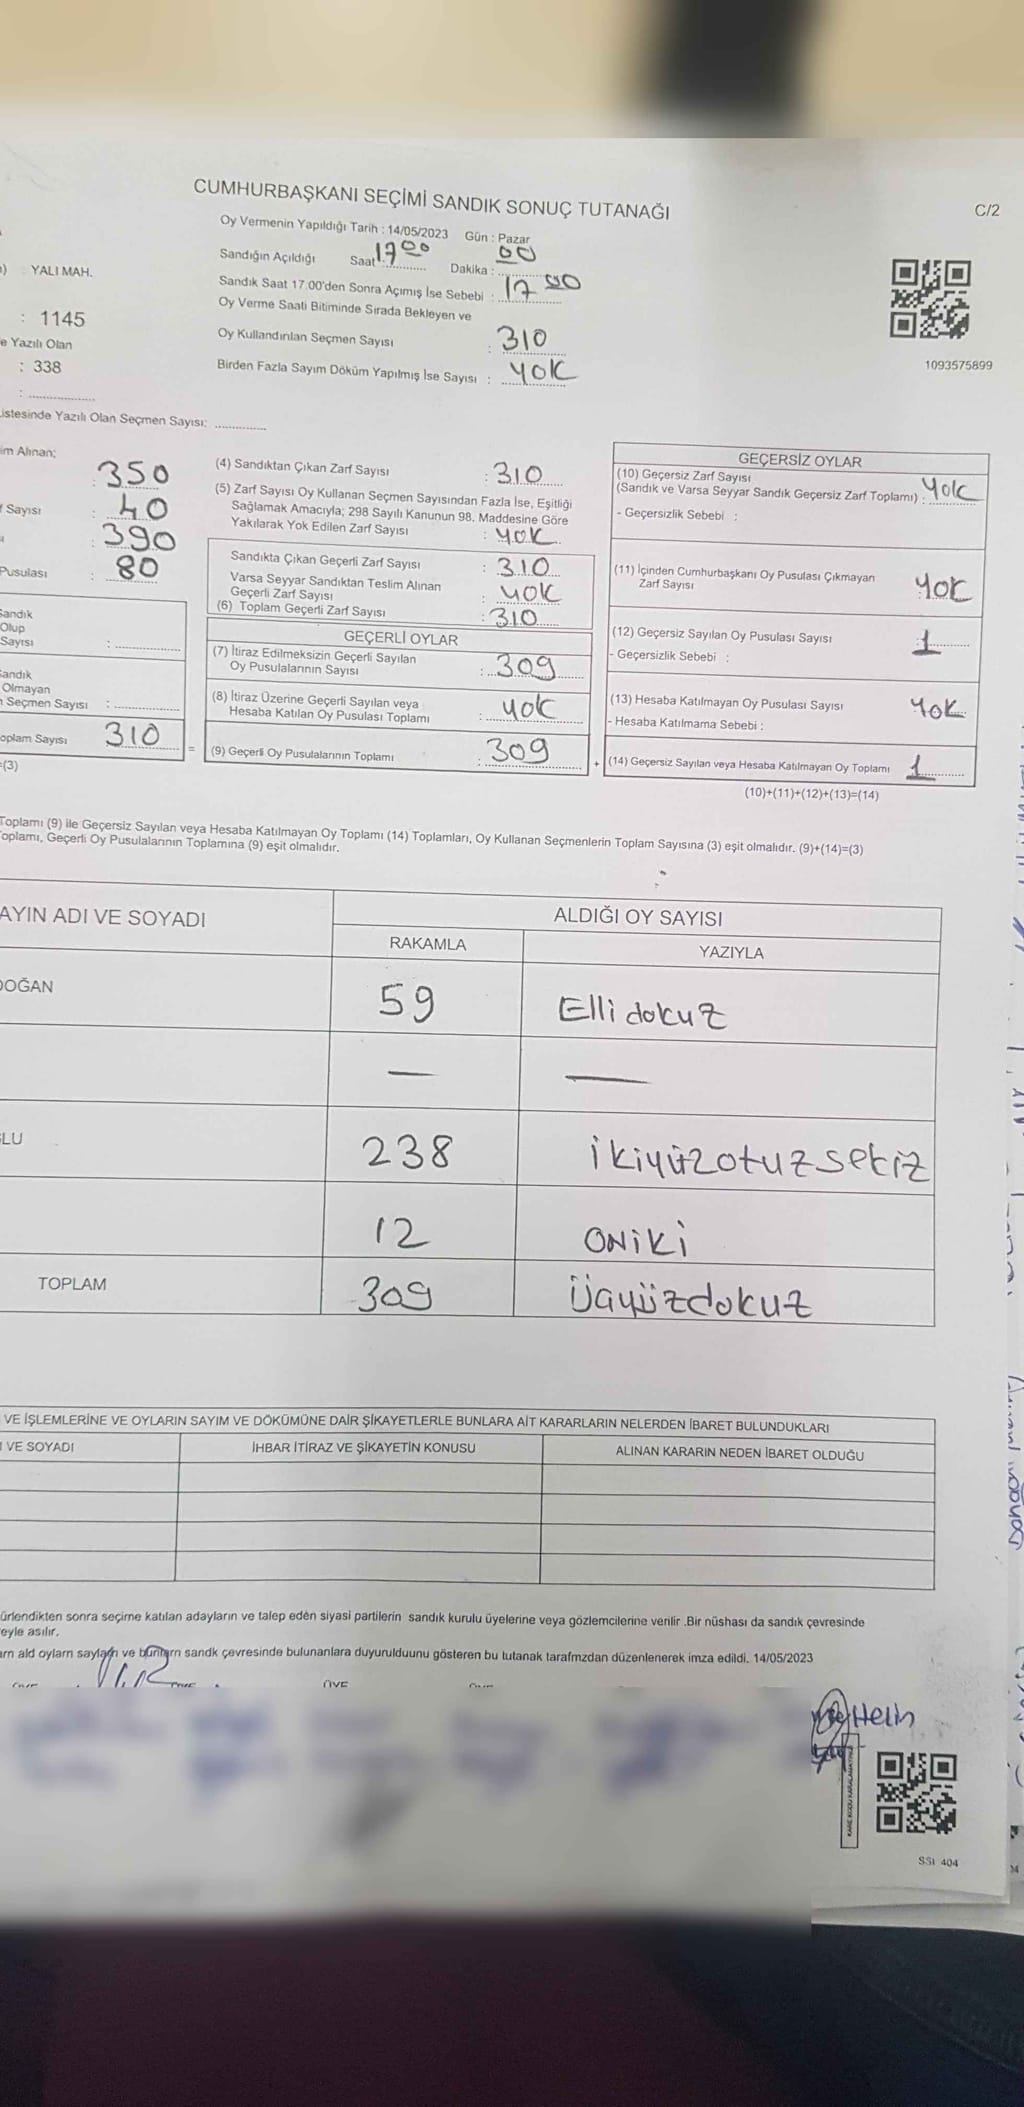 CUMHURBAŞKANI SEÇİMİ SANDIK SONUÇ TUTANAĞI
C/2
Oy Vermenin Yapıldığı Tarih : 14/05/2023 Gün : Pazar
Sandığın Açıldığı Saat : 17 00 Dakika : 00
YALI MAH.
Sandık Saat 17.00'den Sonra Açımış İse Sebebi : 17 00
Oy Verme Saati Bitiminde Sırada Bekleyen ve
: 1145
Oy Kullandırılan Seçmen Sayısı : 310
e Yazılı Olan
: 338
Birden Fazla Sayım Döküm Yapılmış İse Sayısı : YOK
1093575899
istesinde Yazılı Olan Seçmen Sayısı:
im Alınan;
: 350
Sayısı : 40
: 390
Pusulası : 80
Sandık
Olup
Sayısı :
Sandık
Olmayan
Seçmen Sayısı :
oplam Sayısı 310
=(3)
(4) Sandıktan Çıkan Zarf Sayısı : 310
(5) Zarf Sayısı Oy Kullanan Seçmen Sayısından Fazla İse, Eşitliği
Sağlamak Amacıyla; 298 Sayılı Kanunun 98. Maddesine Göre
Yakılarak Yok Edilen Zarf Sayısı : YOK
Sandıkta Çıkan Geçerli Zarf Sayısı : 310
Varsa Seyyar Sandıktan Teslim Alınan
Geçerli Zarf Sayısı : YOK
(6) Toplam Geçerli Zarf Sayısı : 310
GEÇERLİ OYLAR
(7) İtiraz Edilmeksizin Geçerli Sayılan
Oy Pusulalarının Sayısı : 309
(8) İtiraz Üzerine Geçerli Sayılan veya
Hesaba Katılan Oy Pusulası Toplamı : YOK
= (9) Geçerli Oy Pusulalarının Toplamı : 309
GEÇERSİZ OYLAR
(10) Geçersiz Zarf Sayısı
(Sandık ve Varsa Seyyar Sandık Geçersiz Zarf Toplamı) : YOK
- Geçersizlik Sebebi :
(11) İçinden Cumhurbaşkanı Oy Pusulası Çıkmayan
Zarf Sayısı : YOK
(12) Geçersiz Sayılan Oy Pusulası Sayısı : 1
- Geçersizlik Sebebi :
(13) Hesaba Katılmayan Oy Pusulası Sayısı YOK
- Hesaba Katılmama Sebebi :
+ (14) Geçersiz Sayılan veya Hesaba Katılmayan Oy Toplamı 1
(10)+(11)+(12)+(13)=(14)
Toplamı (9) ile Geçersiz Sayılan veya Hesaba Katılmayan Oy Toplamı (14) Toplamları, Oy Kullanan Seçmenlerin Toplam Sayısına (3) eşit olmalıdır. (9)+(14)=(3)
oplamı, Geçerli Oy Pusulalarının Toplamına (9) eşit olmalıdır.
AYIN ADI VE SOYADI
ALDIĞI OY SAYISI
RAKAMLA YAZIYLA
DOĞAN 59 Elli dokuz
— —
LU 238 ikiyüzotuzsekiz
12 ONiKi
TOPLAM 309 Üçyüzdokuz
VE İŞLEMLERİNE VE OYLARIN SAYIM VE DÖKÜMÜNE DAİR ŞİKAYETLERLE BUNLARA AİT KARARLARIN NELERDEN İBARET BULUNDUKLARI
VE SOYADI İHBAR İTİRAZ VE ŞİKAYETİN KONUSU ALINAN KARARIN NEDEN İBARET OLDUĞU
ürlendikten sonra seçime katılan adayların ve talep eden siyasi partilerin sandık kurulu üyelerine veya gözlemcilerine verilir .Bir nüshası da sandık çevresinde
eyle asılır.
arn ald oylarn saylarn ve bunların sandk çevresinde bulunanlara duyurulduunu gösteren bu tutanak tarafmzdan düzenlenerek imza edildi. 14/05/2023
ÜYE
Helin
SSI 404